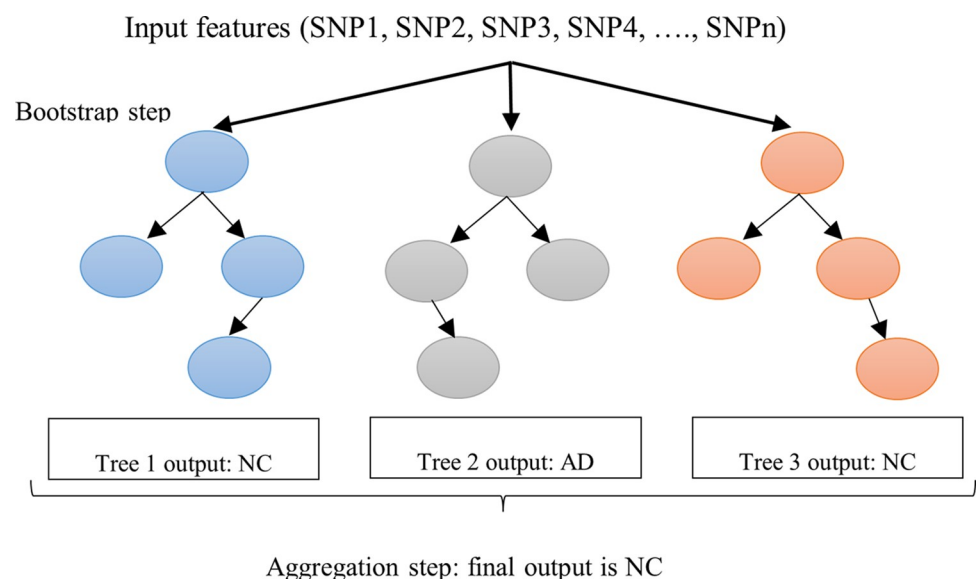 Input features (SNP1, SNP2, SNP3, SNP4, …., SNPn)
Bootstrap step
Tree 1 output: NC
Tree 2 output: AD
Tree 3 output: NC
Aggregation step: final output is NC